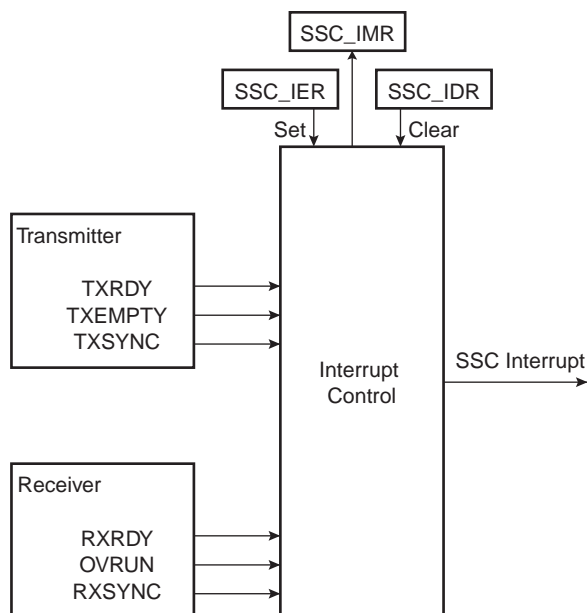 SSC_IMR
SSC_IER
SSC_IDR
Set
Clear
Transmitter
TXRDY
TXEMPTY
TXSYNC
Interrupt
Control
SSC Interrupt
Receiver
RXRDY
OVRUN
RXSYNC